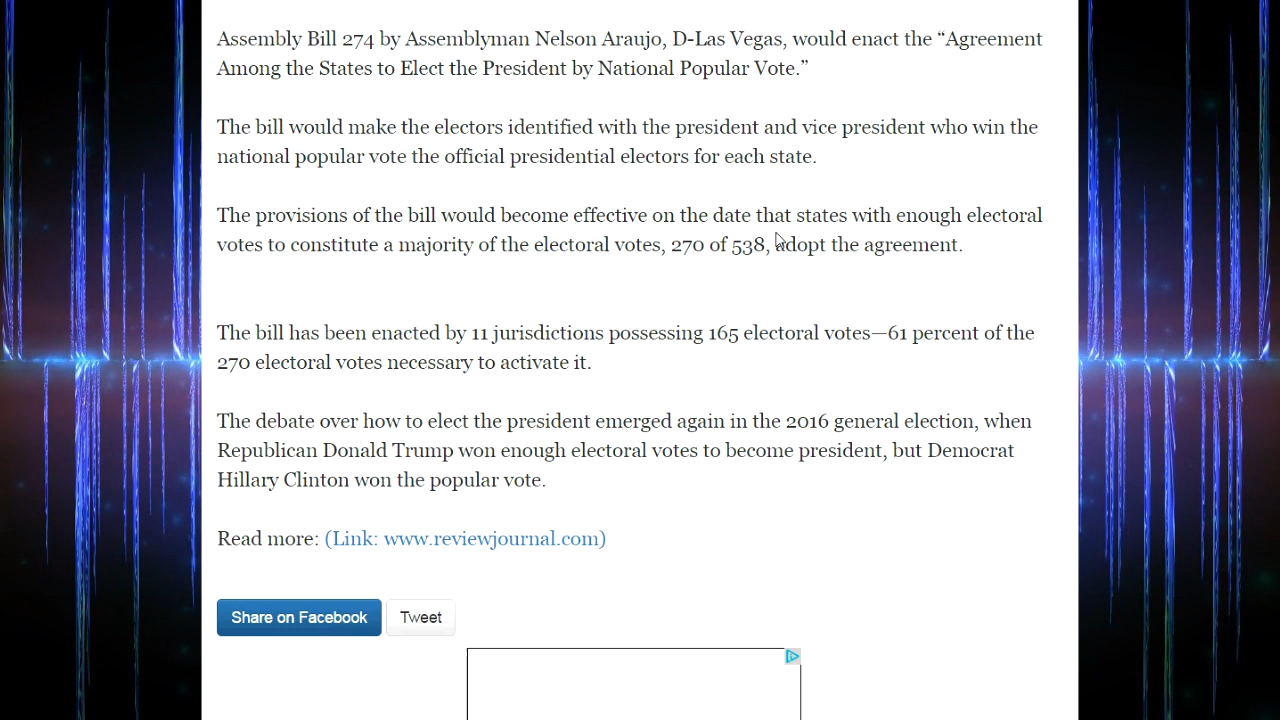 Assembly Bill 274 by Assemblyman Nelson Araujo, D-Las Vegas, would enact the “Agreement
Among the States to Elect the President by National Popular Vote.”
The bill would make the electors identified with the president and vice president who win the
national popular vote the official presidential electors for each state.
The provisions of the bill would become effective on the date that states with enough electoral
votes to constitute a majority of the electoral votes, 270 of 538, adopt the agreement.
The bill has been enacted by 11 jurisdictions possessing 165 electoral votes—61 percent of the
270 electoral votes necessary to activate it.
The debate over how to elect the president emerged again in the 2016 general election, when
Republican Donald Trump won enough electoral votes to become president, but Democrat
Hillary Clinton won the popular vote.
Read more: (Link: www.reviewjournal.com)
Share on Facebook Tweet